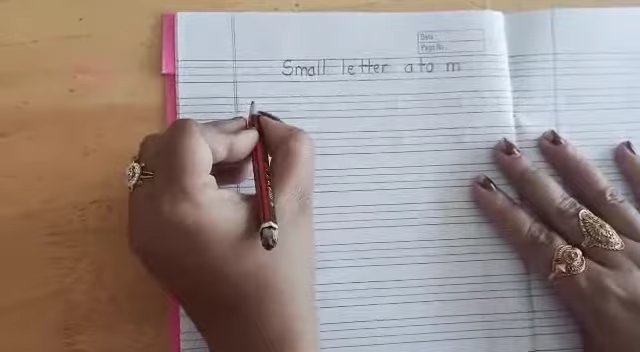 Date :
Page No. :
Small letter a to m